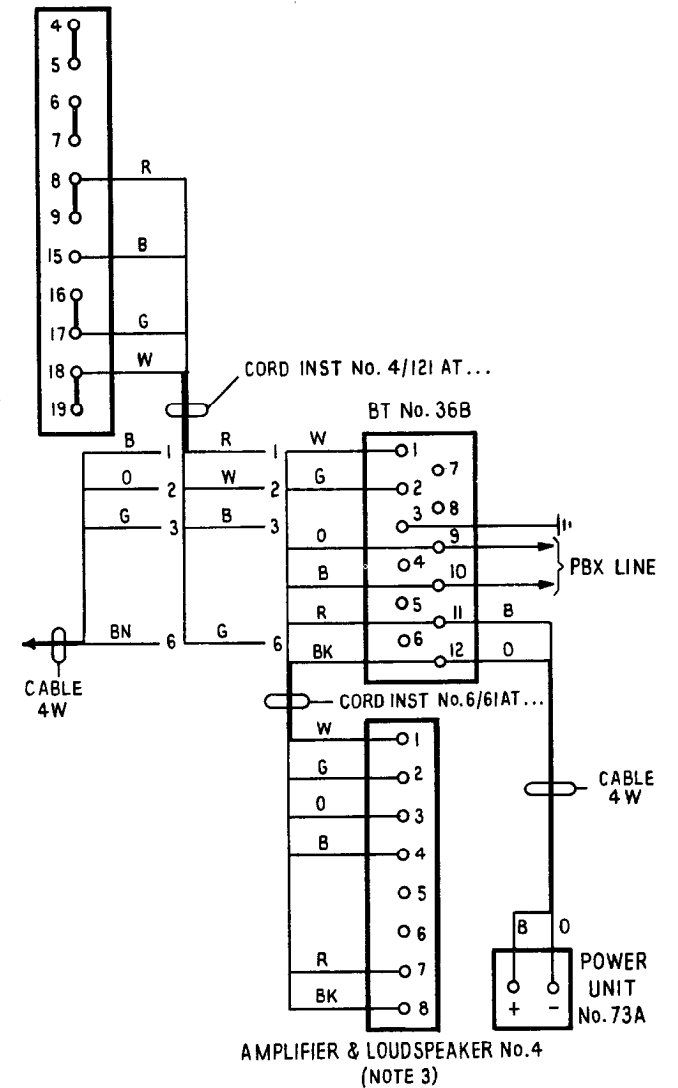 4
5
6
7
8 R
9
15 B
16
17 G
18 W
19
CORD INST No. 4/121 AT...
BT No. 36B
B 1 R 1 W 1
7
O 2 W 2 G 2
8
G 3 B 3 3
O 9
4
PBX LINE
B 10
5
R 11 B
BN 6 G 6 6
BK 12 O
CABLE
4W
CORD INST No.6/61AT...
W 1
G 2
CABLE
4W
O 3
B 4
5
6
R 7
BK 8
B O
POWER
UNIT
No.73A
+ −
AMPLIFIER & LOUDSPEAKER No.4
(NOTE 3)